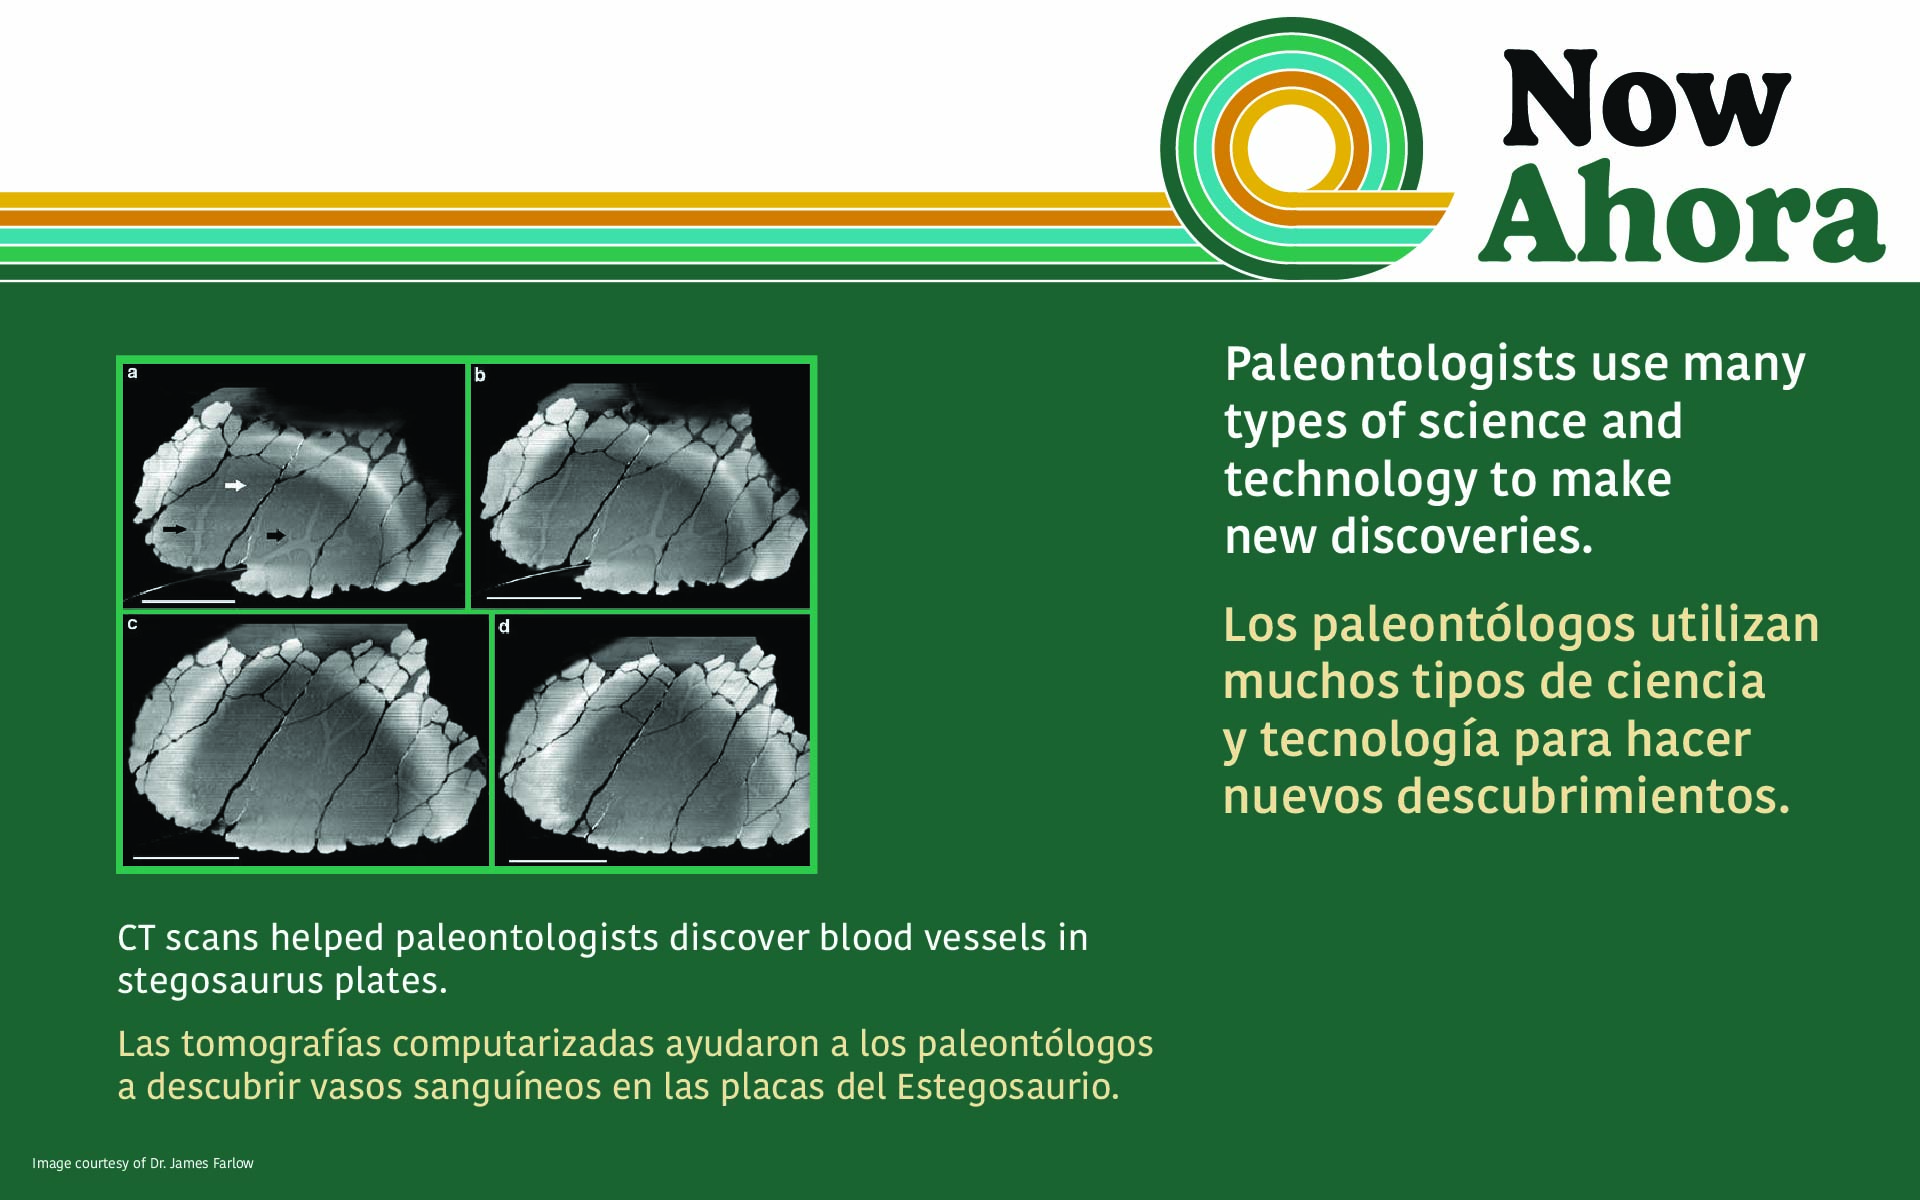 Now
Ahora
a
b
c
d
Paleontologists use many
types of science and
technology to make
new discoveries.
Los paleontólogos utilizan
muchos tipos de ciencia
y tecnología para hacer
nuevos descubrimientos.
CT scans helped paleontologists discover blood vessels in
stegosaurus plates.
Las tomografías computarizadas ayudaron a los paleontólogos
a descubrir vasos sanguíneos en las placas del Estegosaurio.
Image courtesy of Dr. James Farlow